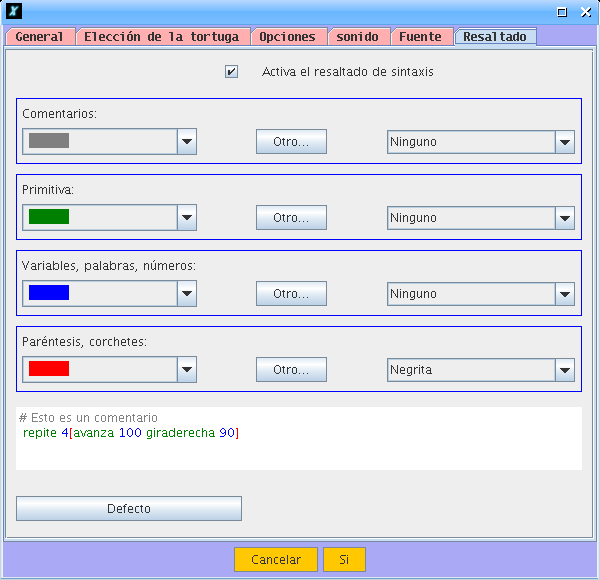 General Elección de la tortuga Opciones sonido Fuente Resaltado
Activa el resaltado de sintaxis
Comentarios:
Otro... Ninguno
Primitiva:
Otro... Ninguno
Variables, palabras, números:
Otro... Ninguno
Paréntesis, corchetes:
Otro... Negrita
# Esto es un comentario
repite 4[avanza 100 giraderecha 90]
Defecto
Cancelar Si